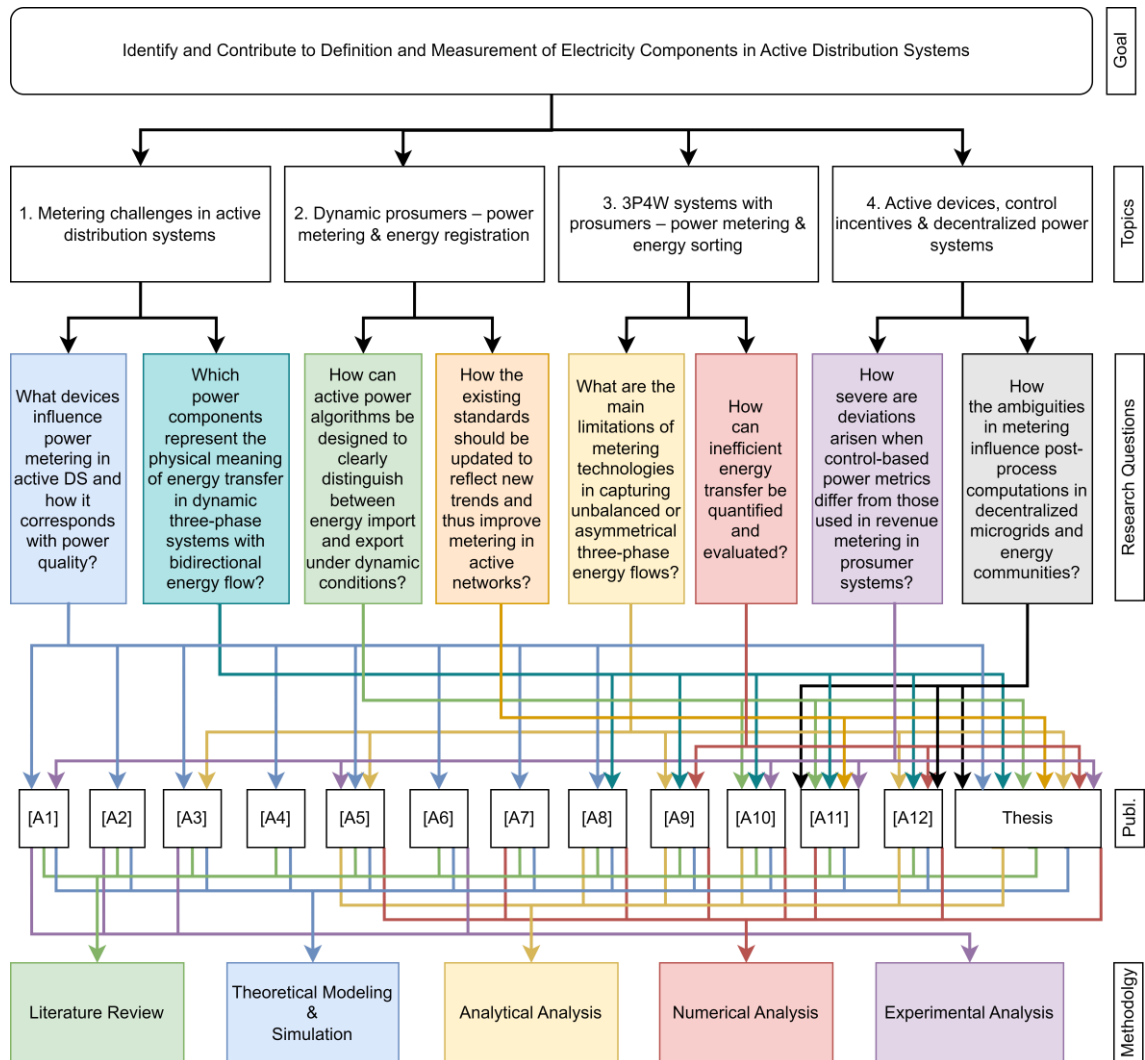 Identify and Contribute to Definition and Measurement of Electricity Components in Active Distribution Systems
Goal
1. Metering challenges in active
distribution systems
2. Dynamic prosumers – power
metering & energy registration
3. 3P4W systems with
prosumers – power metering &
energy sorting
4. Active devices, control
incentives & decentralized power
systems
Topics
What devices
influence
power
metering in
active DS and
how it
corresponds
with power
quality?
Which
power
components
represent the
physical meaning
of energy transfer
in dynamic
three-phase
systems with
bidirectional
energy flow?
How can
active power
algorithms be
designed to
clearly
distinguish
between
energy import
and export
under dynamic
conditions?
How the
existing
standards
should be
updated to
reflect new
trends and
thus improve
metering in
active
networks?
What are the
main
limitations of
metering
technologies
in capturing
unbalanced or
asymmetrical
three-phase
energy flows?
How
can
inefficient
energy
transfer be
quantified
and
evaluated?
How
severe are
deviations
arisen when
control-based
power metrics
differ from those
used in revenue
metering in
prosumer
systems?
How
the ambiguities
in metering
influence post-
process
computations in
decentralized
microgrids and
energy
communities?
Research Questions
[A1]
[A2]
[A3]
[A4]
[A5]
[A6]
[A7]
[A8]
[A9]
[A10]
[A11]
[A12]
Thesis
Publ.
Literature Review
Theoretical Modeling
&
Simulation
Analytical Analysis
Numerical Analysis
Experimental Analysis
Methodolgy